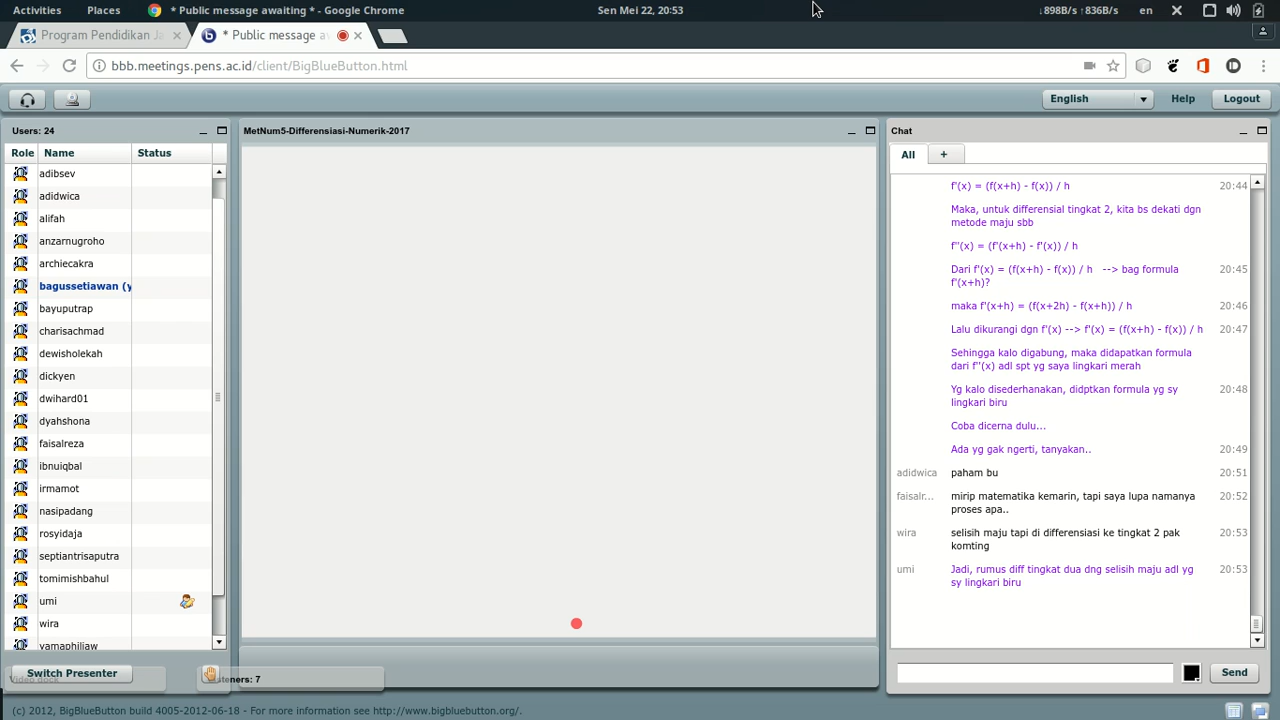 Activities Places * Public message awaiting * - Google Chrome Sen Mei 22, 20:53 ↓898B/s ↑836B/s en
Program Pendidikan Ja * Public message a
bbb.meetings.pens.ac.id/client/BigBlueButton.html
English Help Logout
Users: 24
Role Name Status
adibsev
adidwica
alifah
anzarnugroho
archiecakra
bagussetiawan (y
bayuputrap
charisachmad
dewisholekah
dickyen
dwihard01
dyahshona
faisalreza
ibnuiqbal
irmamot
nasipadang
rosyidaja
septiantrisaputra
tomimishbahul
umi
wira
yamaphiljaw
Switch Presenter
Video dock
Listeners: 7
MetNum5-Differensiasi-Numerik-2017
Chat
All +
f'(x) = (f(x+h) - f(x)) / h 20:44
Maka, untuk differensial tingkat 2, kita bs dekati dgn
metode maju sbb
f''(x) = (f'(x+h) - f'(x)) / h
Dari f'(x) = (f(x+h) - f(x)) / h --> bag formula 20:45
f'(x+h)?
maka f'(x+h) = (f(x+2h) - f(x+h)) / h 20:46
Lalu dikurangi dgn f'(x) --> f'(x) = (f(x+h) - f(x)) / h 20:47
Sehingga kalo digabung, maka didapatkan formula
dari f''(x) adl spt yg saya lingkari merah
Yg kalo disederhanakan, didptkan formula yg sy 20:48
lingkari biru
Coba dicerna dulu...
Ada yg gak ngerti, tanyakan.. 20:49
adidwica paham bu 20:51
faisalr... mirip matematika kemarin, tapi saya lupa namanya 20:52
proses apa..
wira selisih maju tapi di differensiasi ke tingkat 2 pak 20:53
komting
umi Jadi, rumus diff tingkat dua dng selisih maju adl yg 20:53
sy lingkari biru
Send
(c) 2012, BigBlueButton build 4005-2012-06-18 - For more information see http://www.bigbluebutton.org/.